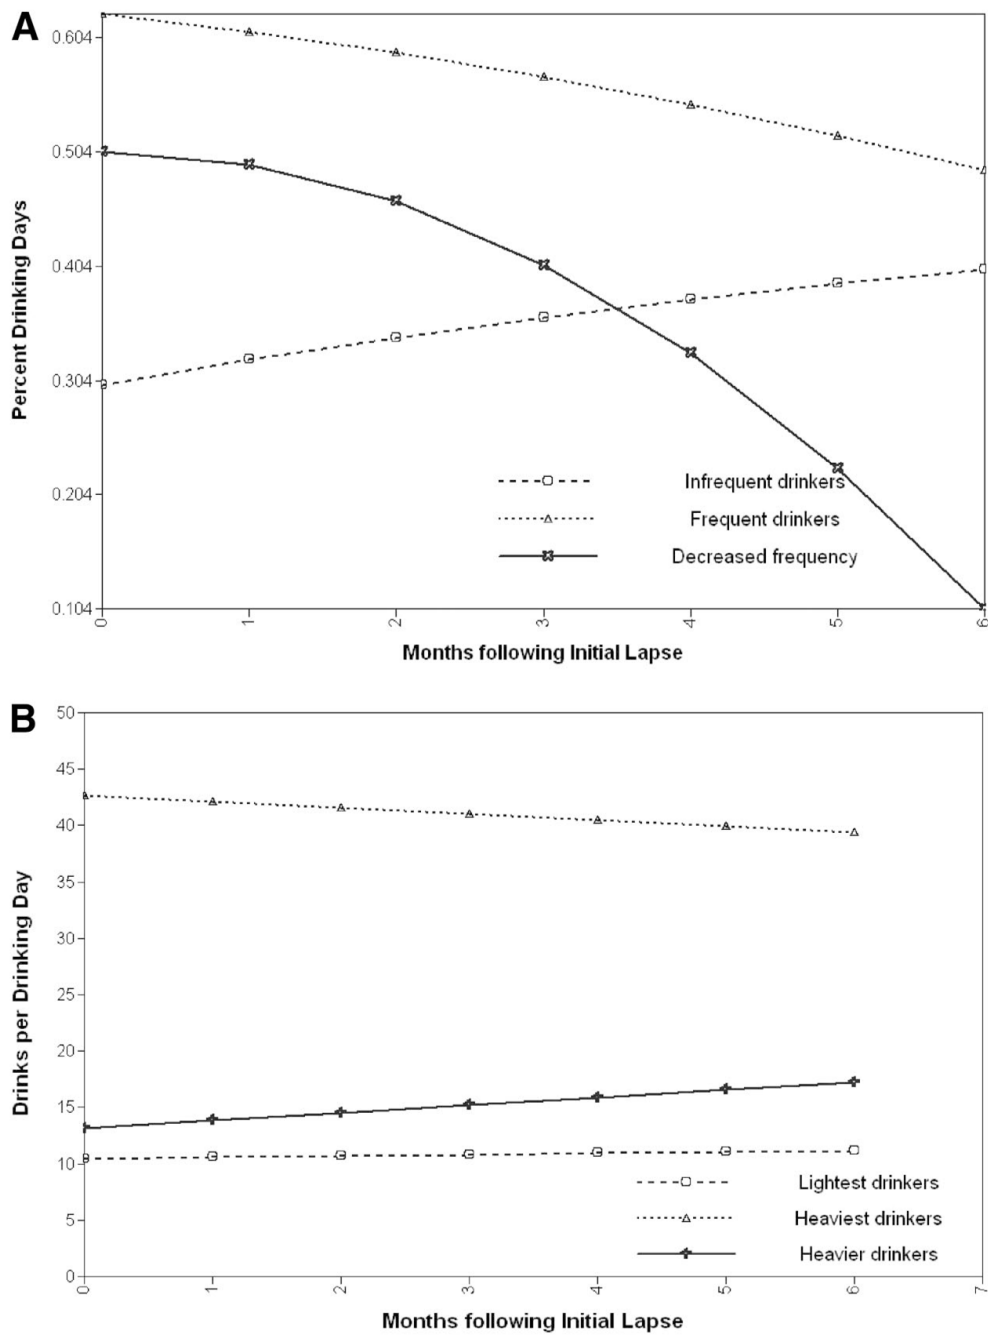 A
Percent Drinking Days
0.604
0.504
0.404
0.304
0.204
0.104
Infrequent drinkers
Frequent drinkers
Decreased frequency
0 1 2 3 4 5 6
Months following Initial Lapse
B
Drinks per Drinking Day
50
45
40
35
30
25
20
15
10
5
0
Lightest drinkers
Heaviest drinkers
Heavier drinkers
0 1 2 3 4 5 6 7
Months following Initial Lapse